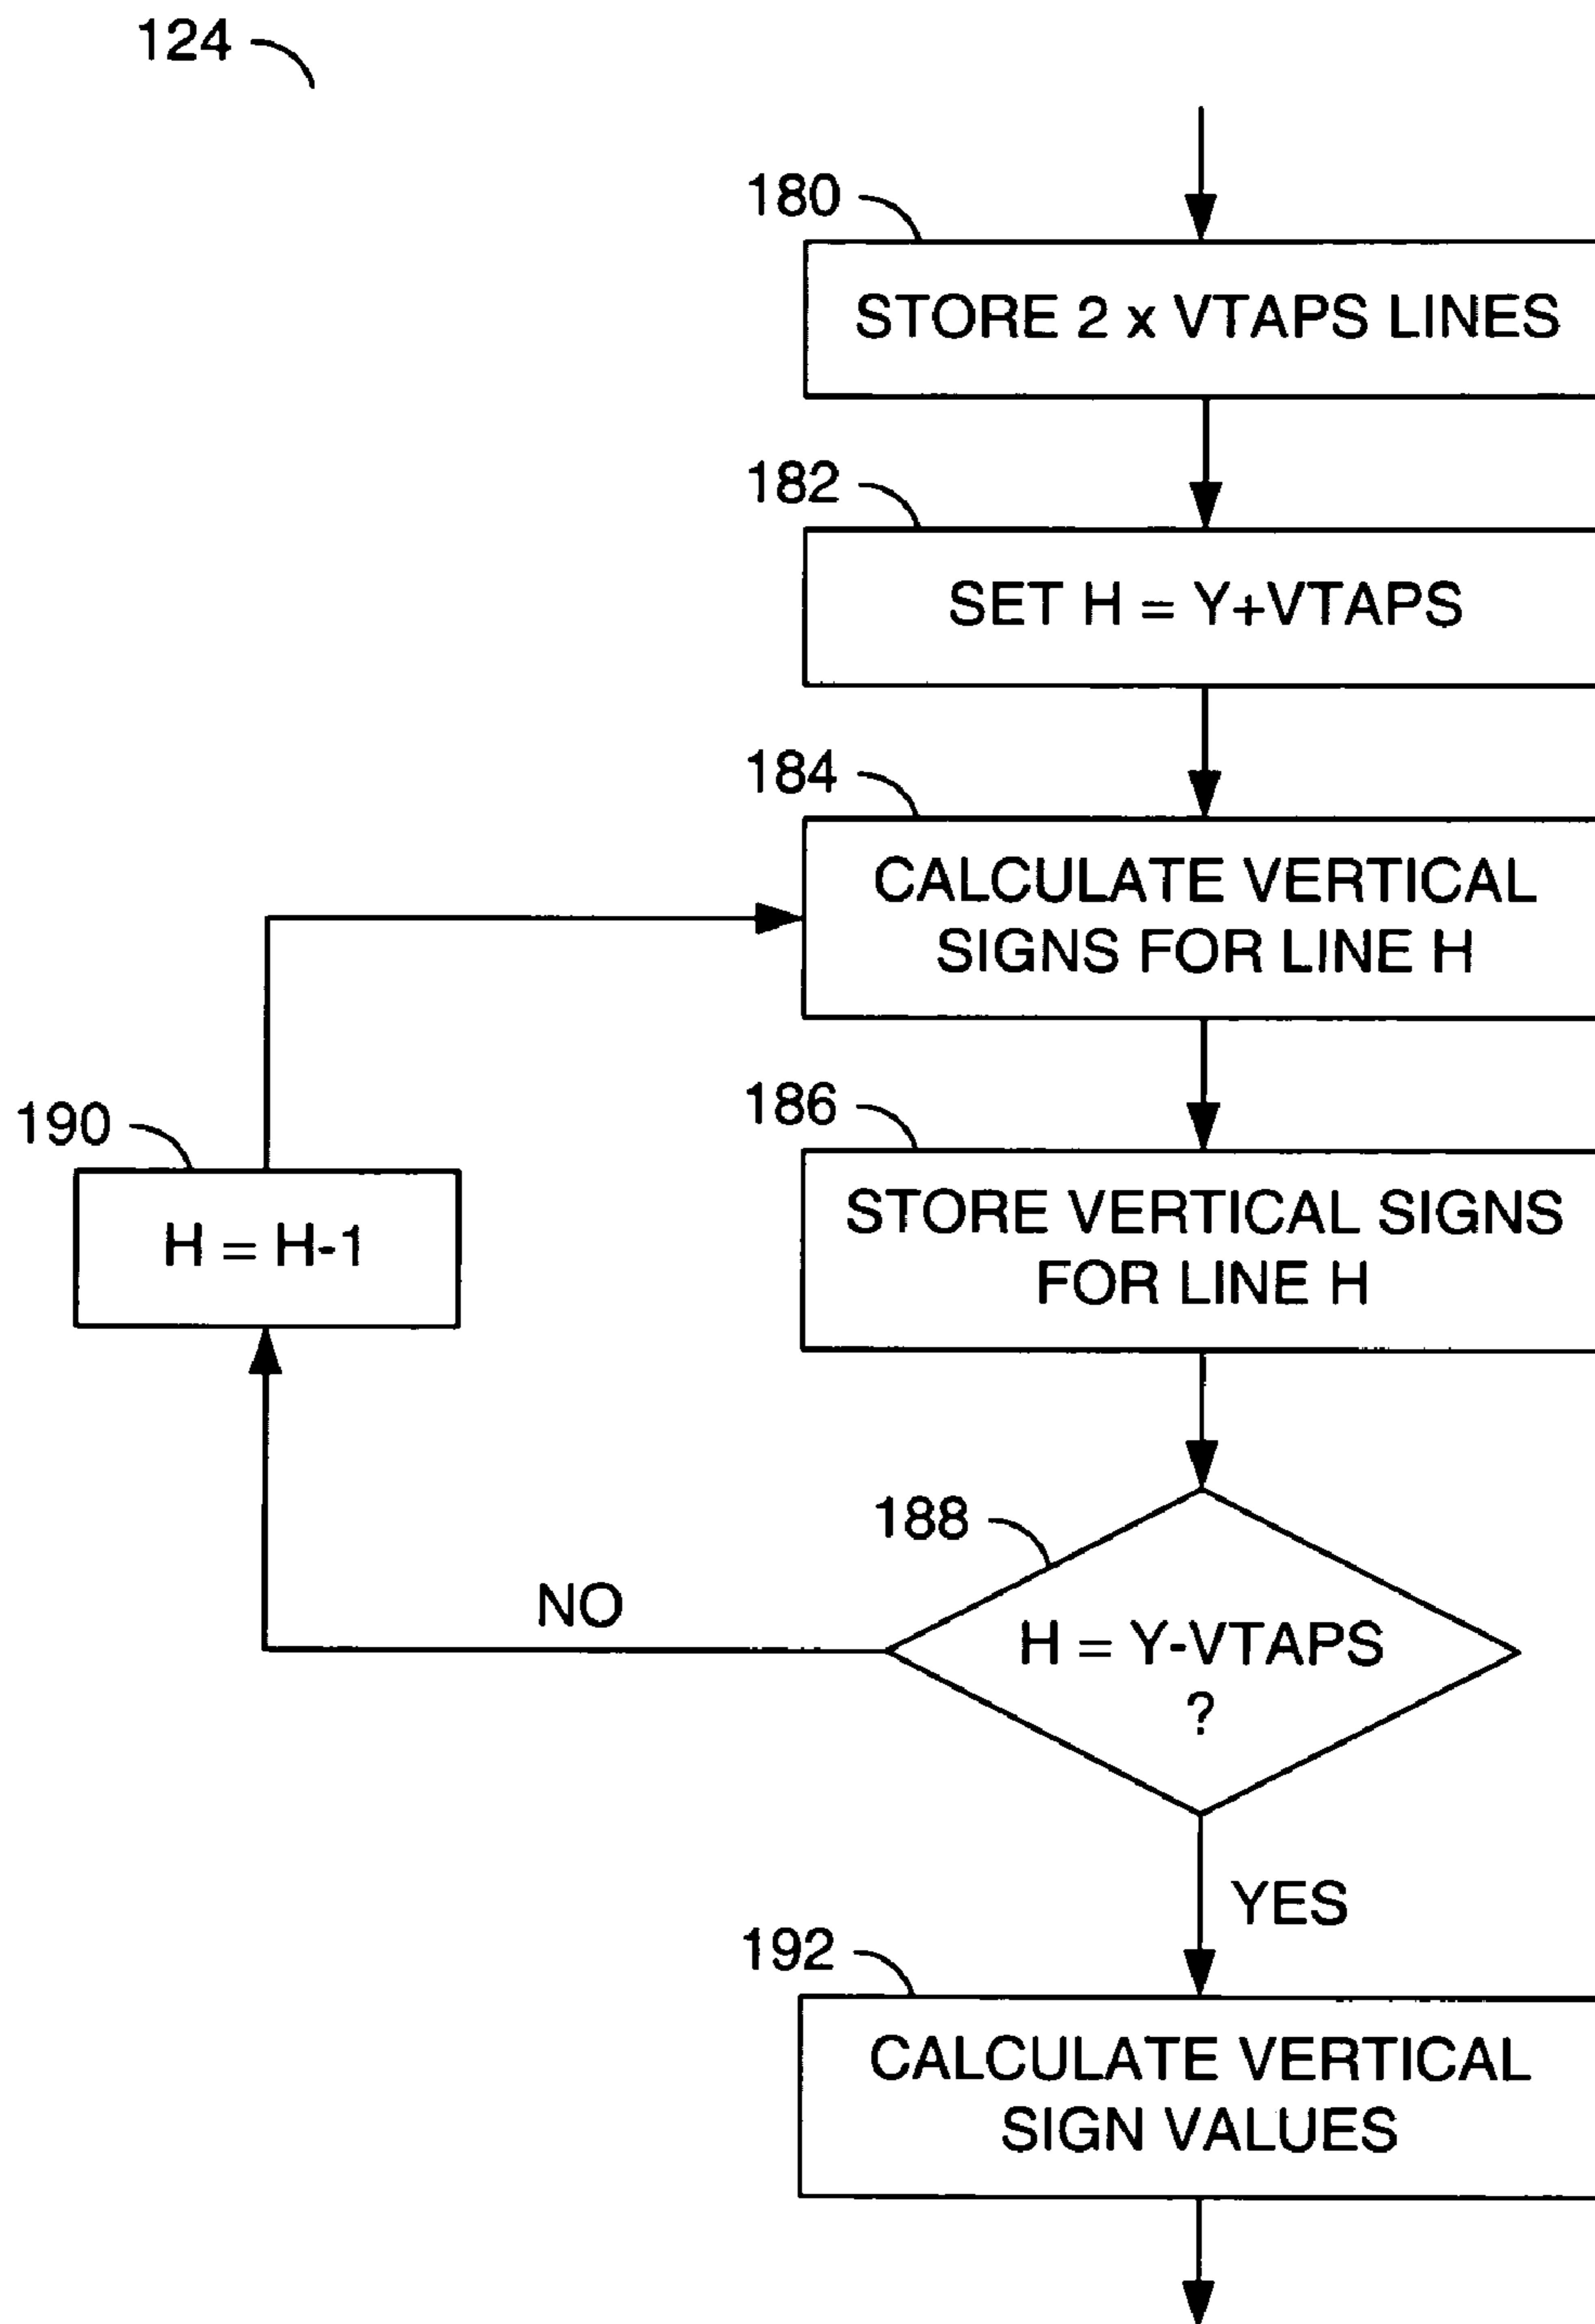 124
180
STORE 2 x VTAPS LINES
182
SET H = Y+VTAPS
184
CALCULATE VERTICAL
SIGNS FOR LINE H
186
STORE VERTICAL SIGNS
FOR LINE H
190
H = H-1
188
H = Y-VTAPS
?
NO
YES
192
CALCULATE VERTICAL
SIGN VALUES